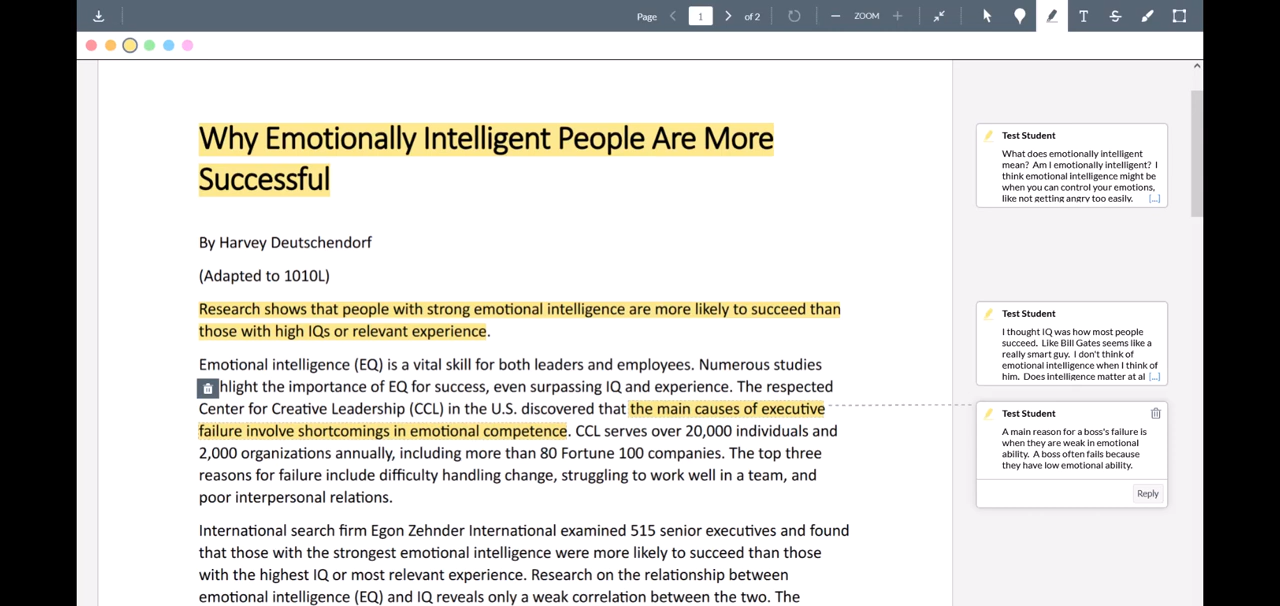 Page 1 of 2 ZOOM T S
Why Emotionally Intelligent People Are More
Successful
By Harvey Deutschendorf
(Adapted to 1010L)
Research shows that people with strong emotional intelligence are more likely to succeed than
those with high IQs or relevant experience.
Emotional intelligence (EQ) is a vital skill for both leaders and employees. Numerous studies
hlight the importance of EQ for success, even surpassing IQ and experience. The respected
Center for Creative Leadership (CCL) in the U.S. discovered that the main causes of executive
failure involve shortcomings in emotional competence. CCL serves over 20,000 individuals and
2,000 organizations annually, including more than 80 Fortune 100 companies. The top three
reasons for failure include difficulty handling change, struggling to work well in a team, and
poor interpersonal relations.
International search firm Egon Zehnder International examined 515 senior executives and found
that those with the strongest emotional intelligence were more likely to succeed than those
with the highest IQ or most relevant experience. Research on the relationship between
emotional intelligence (EQ) and IQ reveals only a weak correlation between the two. The
Test Student
What does emotionally intelligent
mean? Am I emotionally intelligent? I
think emotional intelligence might be
when you can control your emotions,
like not getting angry too easily. [...]
Test Student
I thought IQ was how most people
succeed. Like Bill Gates seems like a
really smart guy. I don't think of
emotional intelligence when I think of
him. Does intelligence matter at al [...]
Test Student
A main reason for a boss's failure is
when they are weak in emotional
ability. A boss often fails because
they have low emotional ability.
Reply